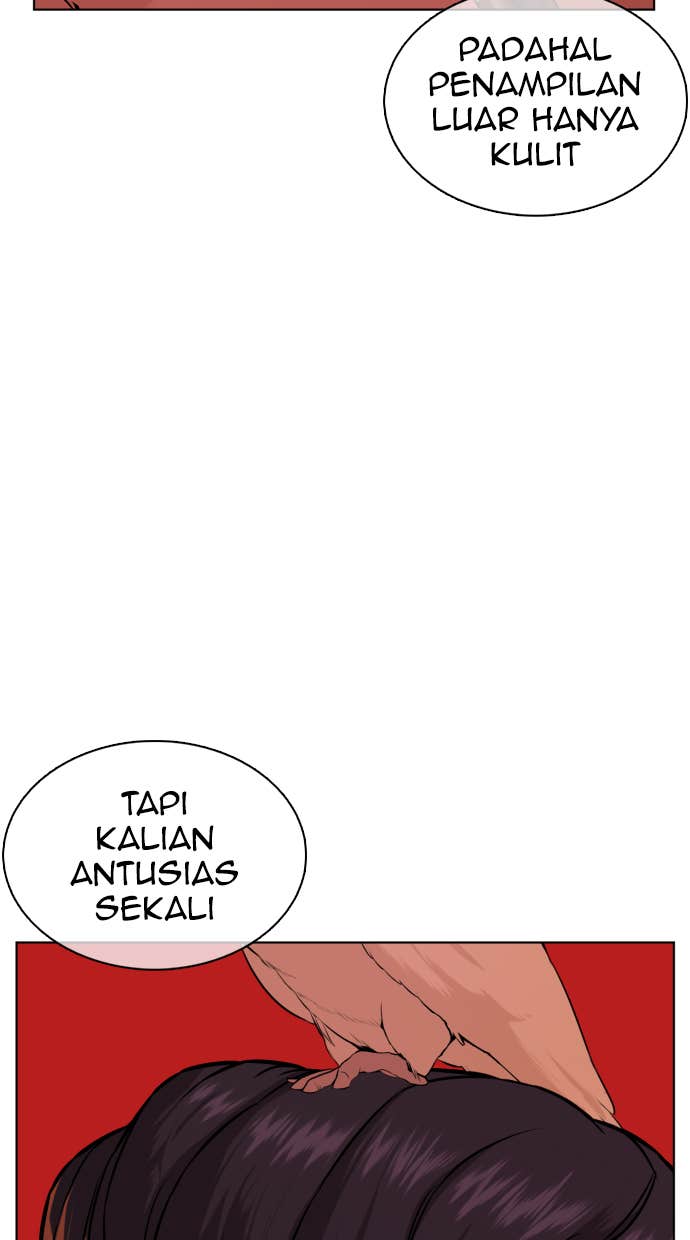 PADAHAL
PENAMPILAN
LUAR HANYA
KULIT
TAPI
KALIAN
ANTUSIAS
SEKALI